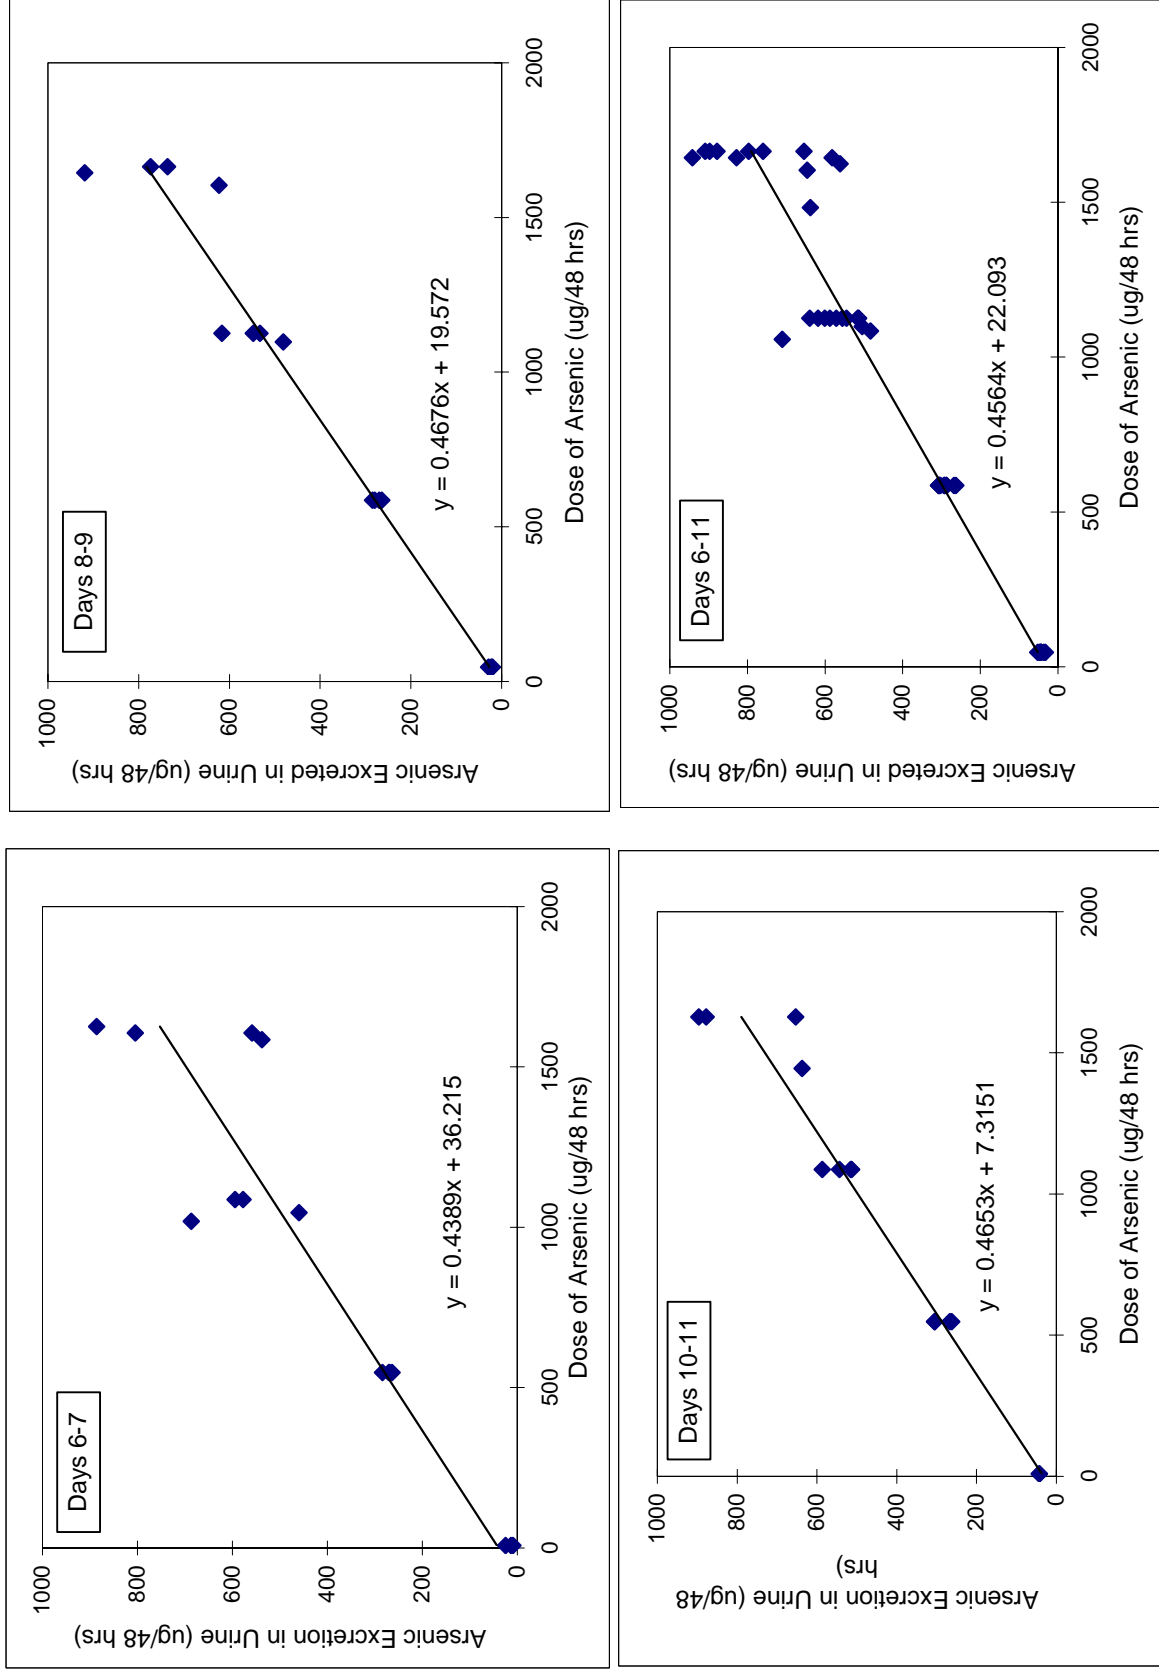 Days 6-7
Arsenic Excretion in Urine (ug/48 hrs)
1000
800
600
400
200
0
y = 0.4389x + 36.215
0 500 1000 1500 2000
Dose of Arsenic (ug/48 hrs)
Days 8-9
Arsenic Excreted in Urine (ug/48 hrs)
1000
800
600
400
200
0
y = 0.4676x + 19.572
0 500 1000 1500 2000
Dose of Arsenic (ug/48 hrs)
Days 10-11
Arsenic Excretion in Urine (ug/48
hrs)
1000
800
600
400
200
0
y = 0.4653x + 7.3151
0 500 1000 1500 2000
Dose of Arsenic (ug/48 hrs)
Days 6-11
Arsenic Excreted in Urine (ug/48 hrs)
1000
800
600
400
200
0
y = 0.4564x + 22.093
0 500 1000 1500 2000
Dose of Arsenic (ug/48 hrs)